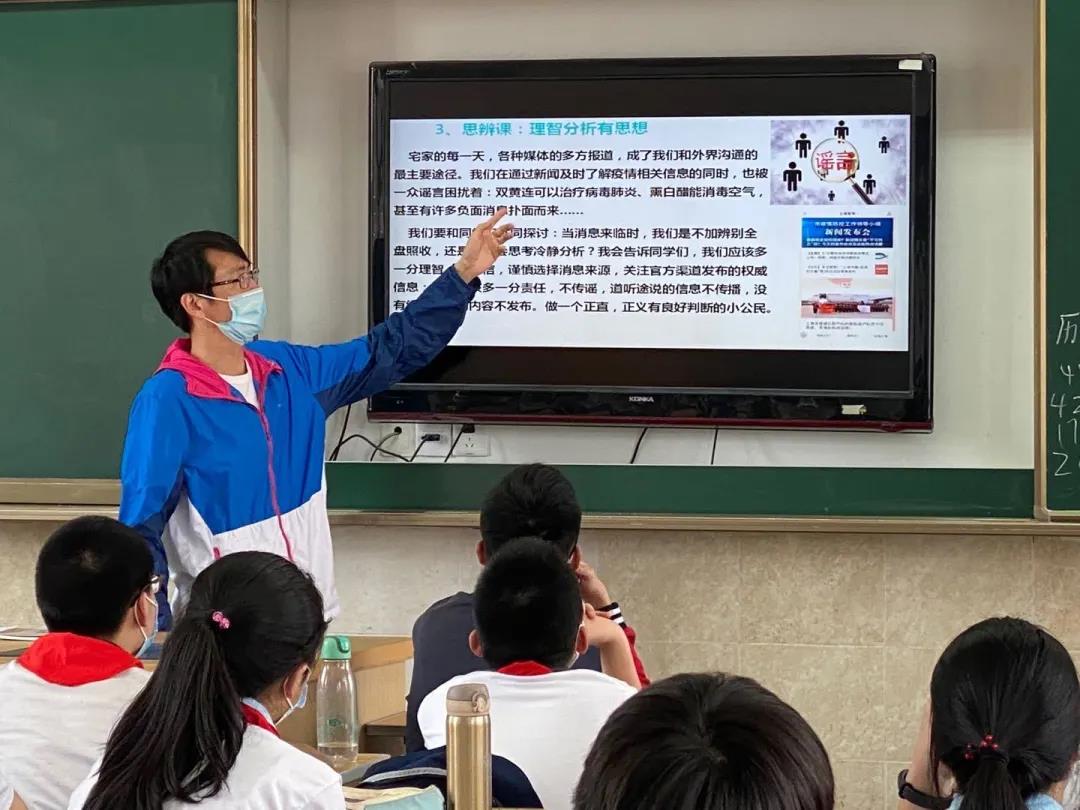 3、思辨课：理智分析有思想
宅家的每一天，各种媒体的多方报道，成了我们和外界沟通的
最主要途径。我们在通过新闻及时了解疫情相关信息的同时，也被
一众谣言困扰着：双黄连可以治疗病毒肺炎、熏白醋能消毒空气，
甚至有许多负面消息扑面而来……
我们要和同 同探讨：当消息来临时，我们是不加辨别全
盘照收，还是 会思考冷静分析？我会告诉同学们，我们应该多
一分理智 谨慎选择消息来源，关注官方渠道发布的权威
信息； 多一分责任，不传谣，道听途说的信息不传播，没
有 内容不发布。做一个正直，正义有良好判断的小公民。
谣言
新闻发布会
KONKA
历